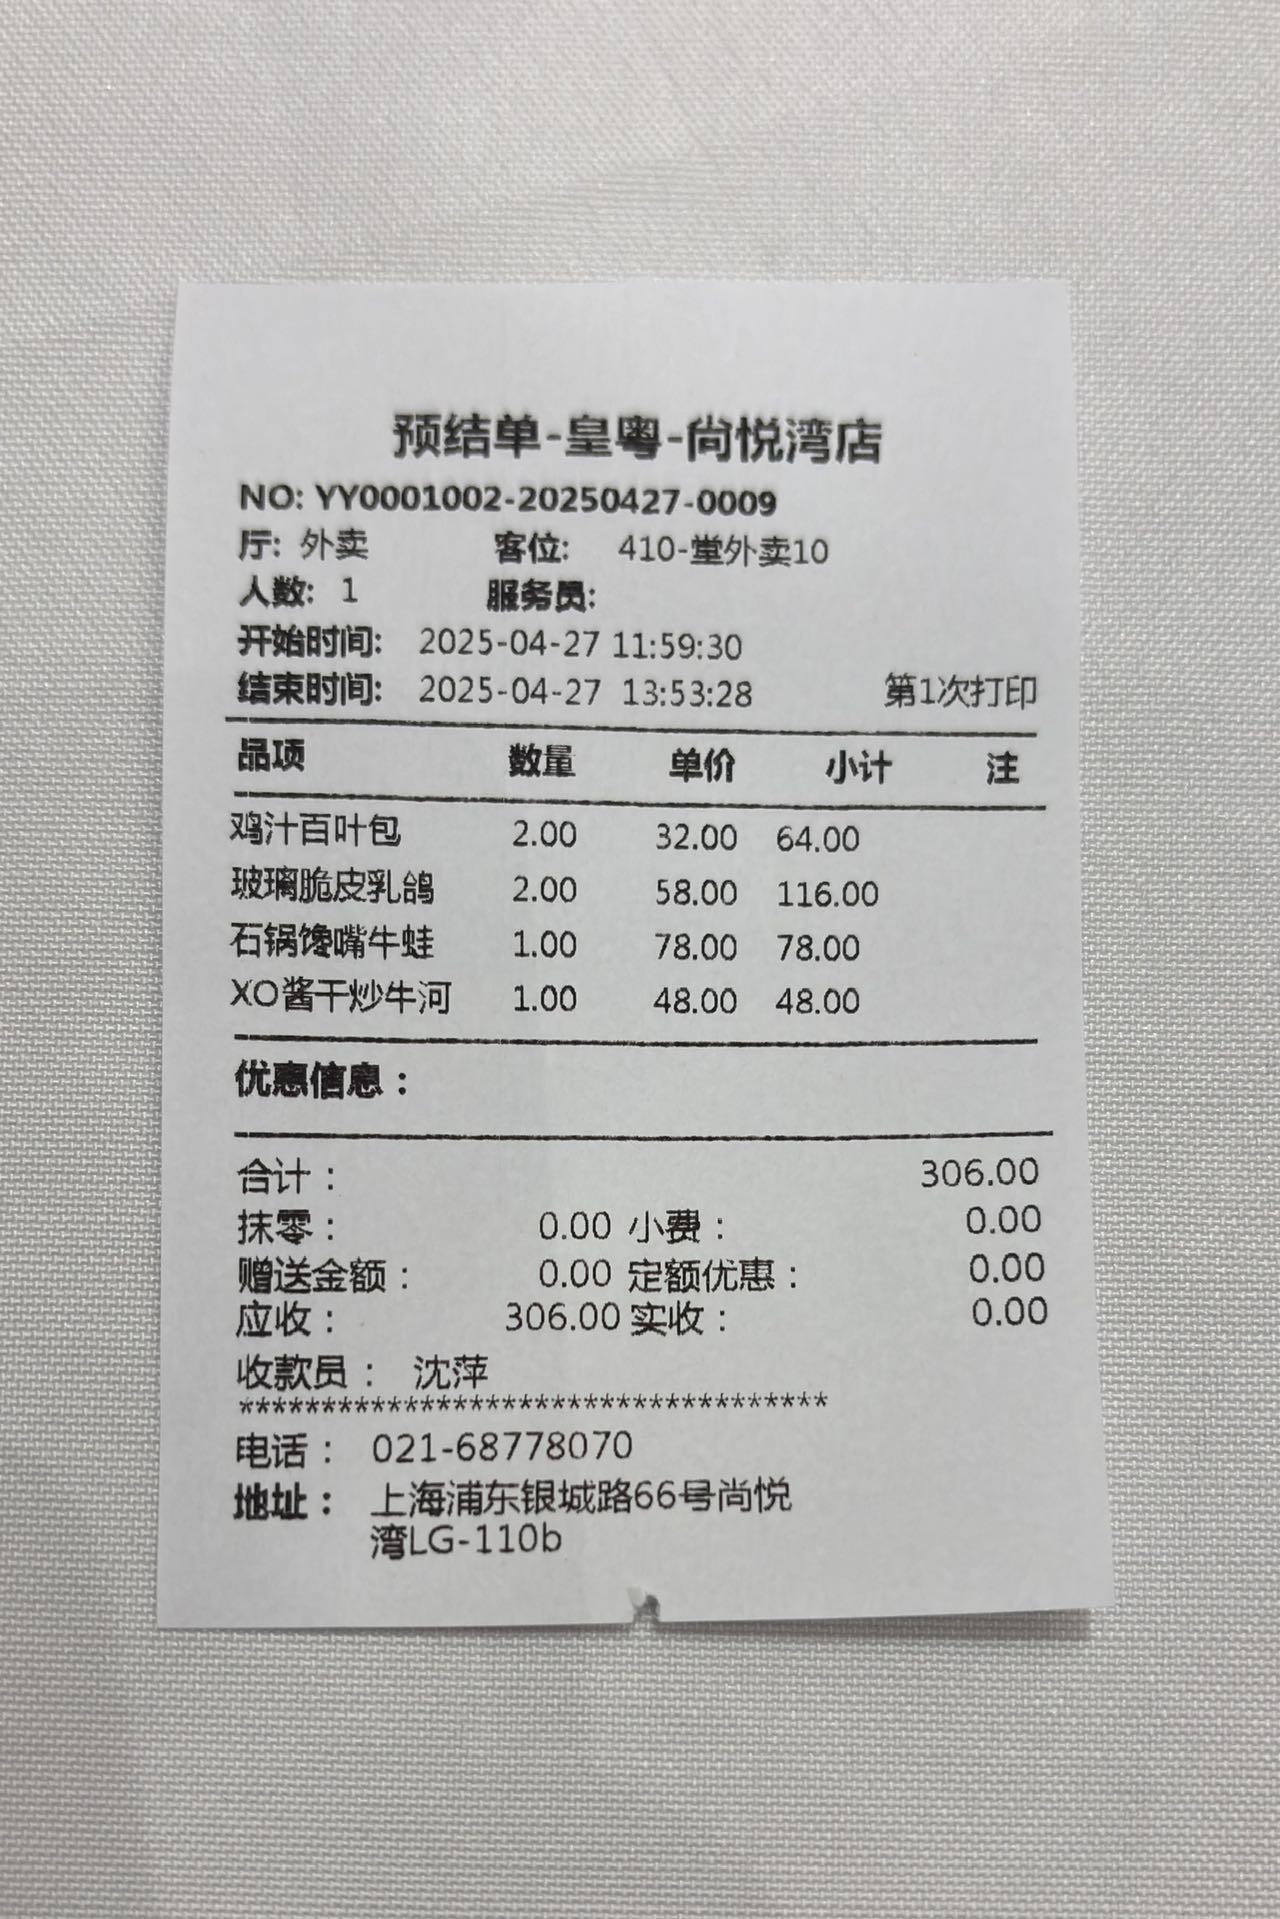 预结单-皇粤-尚悦湾店
NO: YY0001002-20250427-0009
厅: 外卖 客位: 410-堂外卖10
人数: 1 服务员:
开始时间: 2025-04-27 11:59:30
结束时间: 2025-04-27 13:53:28 第1次打印
品项 数量 单价 小计 注
鸡汁百叶包 2.00 32.00 64.00
玻璃脆皮乳鸽 2.00 58.00 116.00
石锅馋嘴牛蛙 1.00 78.00 78.00
XO酱干炒牛河 1.00 48.00 48.00
优惠信息：
合计： 306.00
抹零： 0.00 小费： 0.00
赠送金额： 0.00 定额优惠： 0.00
应收： 306.00 实收： 0.00
收款员： 沈萍
************************************
电话： 021-68778070
地址： 上海浦东银城路66号尚悦
湾LG-110b